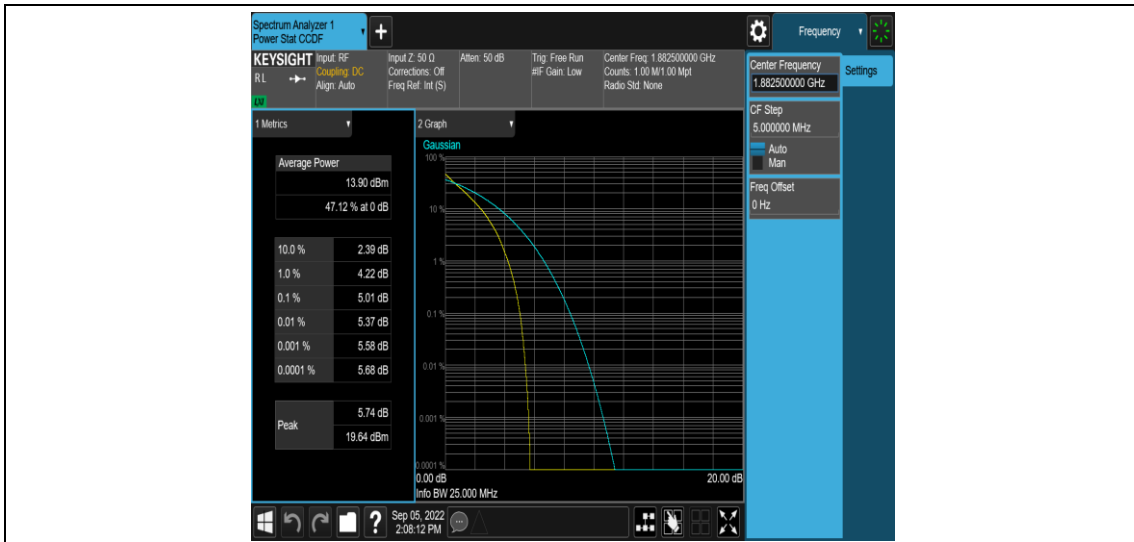 Spectrum Analyzer 1
Power Stat CCDF
+
Frequency
KEYSIGHT
RL
LXI
Input: RF
Coupling: DC
Align: Auto
Input Z: 50 Ω
Corrections: Off
Freq Ref: Int (S)
Atten: 50 dB
Trig: Free Run
#IF Gain: Low
Center Freq: 1.882500000 GHz
Counts: 1.00 M/1.00 Mpt
Radio Std: None
Center Frequency
1.882500000 GHz
Settings
CF Step
5.000000 MHz
Auto
Man
Freq Offset
0 Hz
1 Metrics
Average Power
13.90 dBm
47.12 % at 0 dB
10.0 % 2.39 dB
1.0 % 4.22 dB
0.1 % 5.01 dB
0.01 % 5.37 dB
0.001 % 5.58 dB
0.0001 % 5.68 dB
Peak
5.74 dB
19.64 dBm
2 Graph
Gaussian
100 %
10 %
1 %
0.1 %
0.01 %
0.001 %
0.0001 %
0.00 dB
20.00 dB
Info BW 25.000 MHz
?
Sep 05, 2022
2:08:12 PM